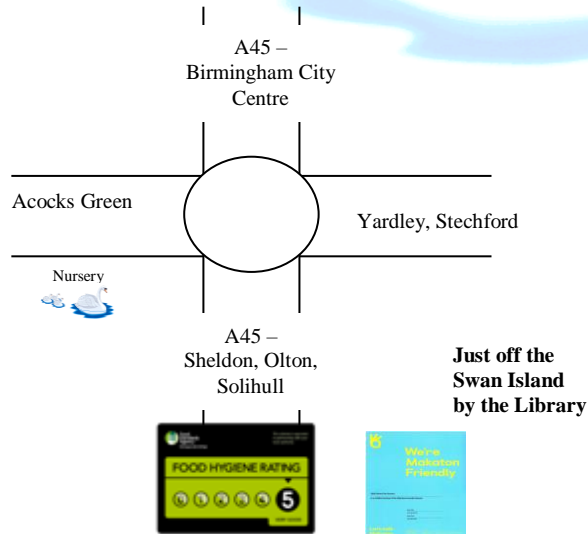 A45 –
Birmingham City
Centre
Acocks Green
Yardley, Stechford
Nursery
A45 –
Sheldon, Olton,
Solihull
Just off the
Swan Island
by the Library
FOOD HYGIENE RATING
5
We're
Makaton
Friendly